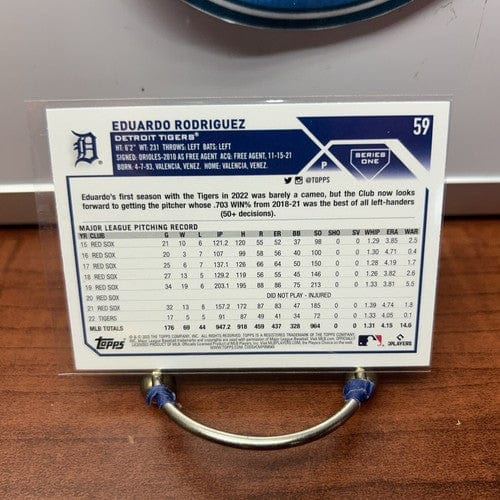 EDUARDO RODRIGUEZ
59
DETROIT TIGERS®
HT: 6'2" WT: 231 THROWS: LEFT BATS: LEFT
SIGNED: ORIOLES-2010 AS FREE AGENT ACQ: FREE AGENT, 11-15-21
BORN: 4-7-93, VALENCIA, VENEZ. HOME: VALENCIA, VENEZ.
P
SERIES
ONE
@TOPPS
Eduardo's first season with the Tigers in 2022 was barely a cameo, but the Club now looks
forward to getting the pitcher whose .703 WIN% from 2018-21 was the best of all left-handers
(50+ decisions).
MAJOR LEAGUE PITCHING RECORD
YR CLUB G W L IP H R ER BB SO SHO SV WHIP ERA WAR
15 RED SOX 21 10 6 121.2 120 55 52 37 98 0 0 1.29 3.85 2.5
16 RED SOX 20 3 7 107 99 58 56 40 100 0 0 1.30 4.71 0.4
17 RED SOX 25 6 7 137.1 126 66 64 50 150 0 0 1.28 4.19 1.7
18 RED SOX 27 13 5 129.2 119 56 55 45 146 0 0 1.26 3.82 2.6
19 RED SOX 34 19 6 203.1 195 88 86 75 213 0 0 1.33 3.81 5.5
20 RED SOX DID NOT PLAY - INJURED
21 RED SOX 32 13 8 157.2 172 87 83 47 185 0 0 1.39 4.74 1.8
22 TIGERS 17 5 5 91 87 49 41 34 72 0 0 1.33 4.05 0.1
MLB TOTALS 176 69 44 947.2 918 459 437 328 964 0 0 1.31 4.15 14.6
Topps
MLBPLAYERS